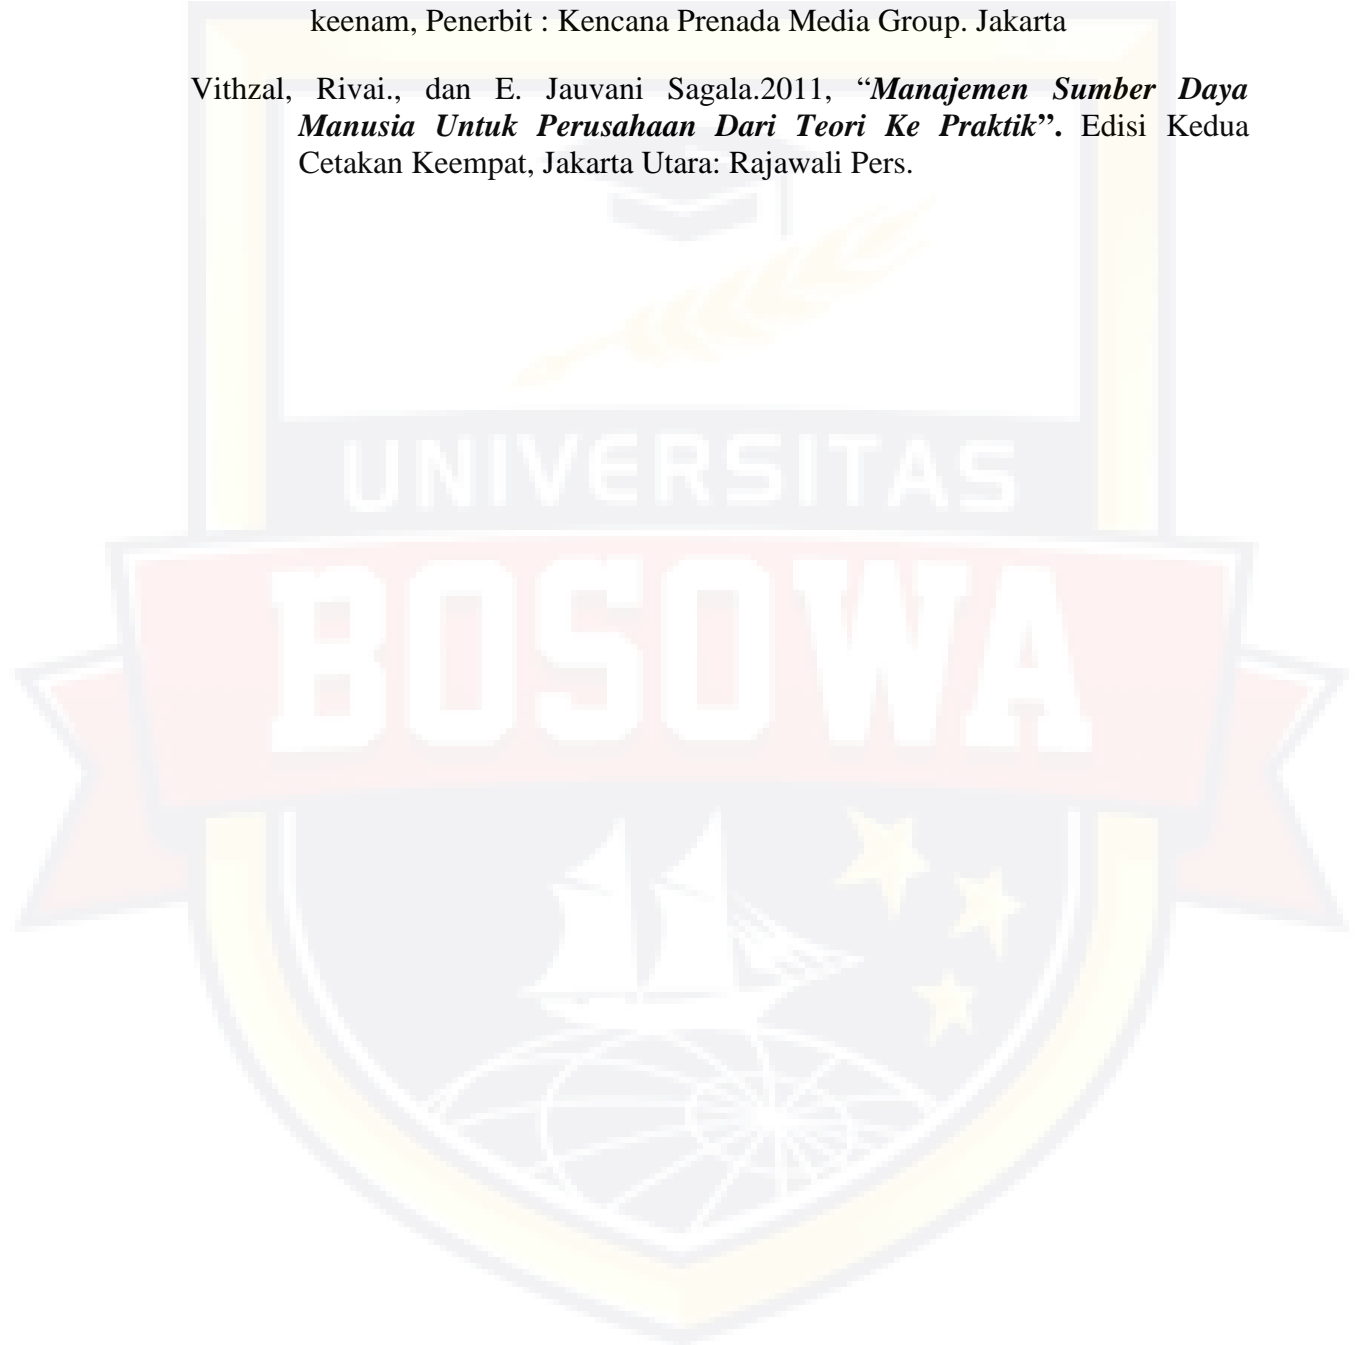 keenam, Penerbit : Kencana Prenada Media Group. Jakarta
Vithzal, Rivai., dan E. Jauvani Sagala.2011, “Manajemen Sumber Daya
Manusia Untuk Perusahaan Dari Teori Ke Praktik”. Edisi Kedua
Cetakan Keempat, Jakarta Utara: Rajawali Pers.
UNIVERSITAS
BOSOWA